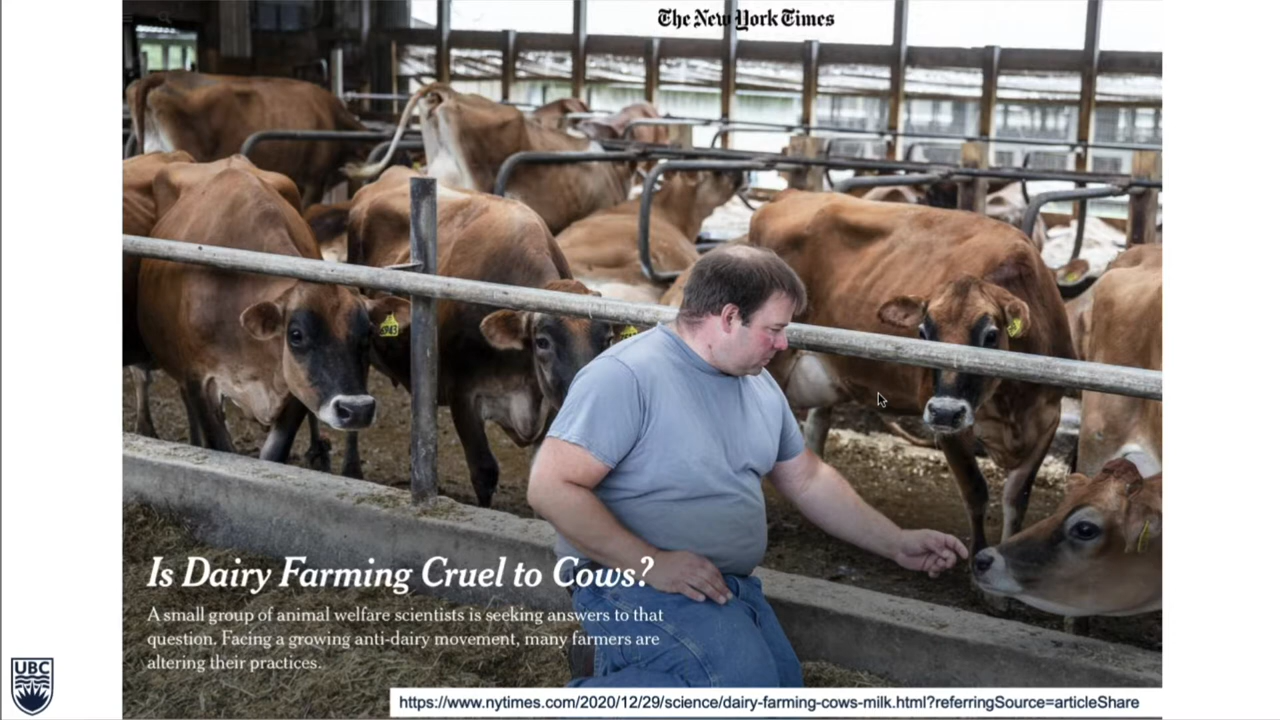 The New York Times
Is Dairy Farming Cruel to Cows?
A small group of animal welfare scientists is seeking answers to that
question. Facing a growing anti-dairy movement, many farmers are
altering their practices.
UBC
https://www.nytimes.com/2020/12/29/science/dairy-farming-cows-milk.html?referringSource=articleShare